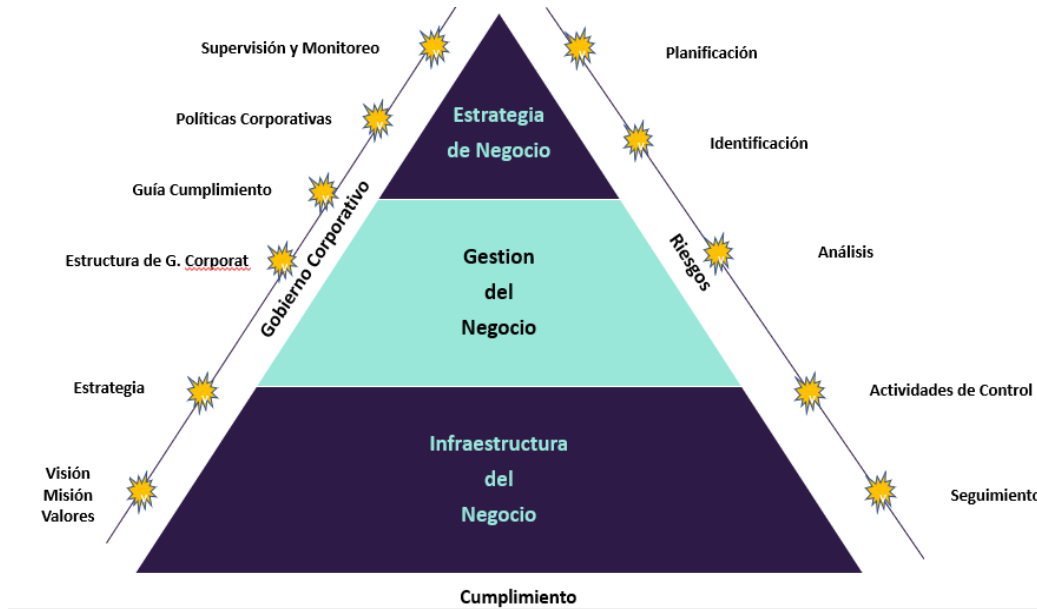 Supervisión y Monitoreo
Políticas Corporativas
Guía Cumplimiento
Estructura de G. Corporat
Estrategia
Visión
Misión
Valores
Gobierno Corporativo
Estrategia
de Negocio
Gestion
del
Negocio
Infraestructura
del
Negocio
Riesgos
Planificación
Identificación
Análisis
Actividades de Control
Seguimiento
Cumplimiento